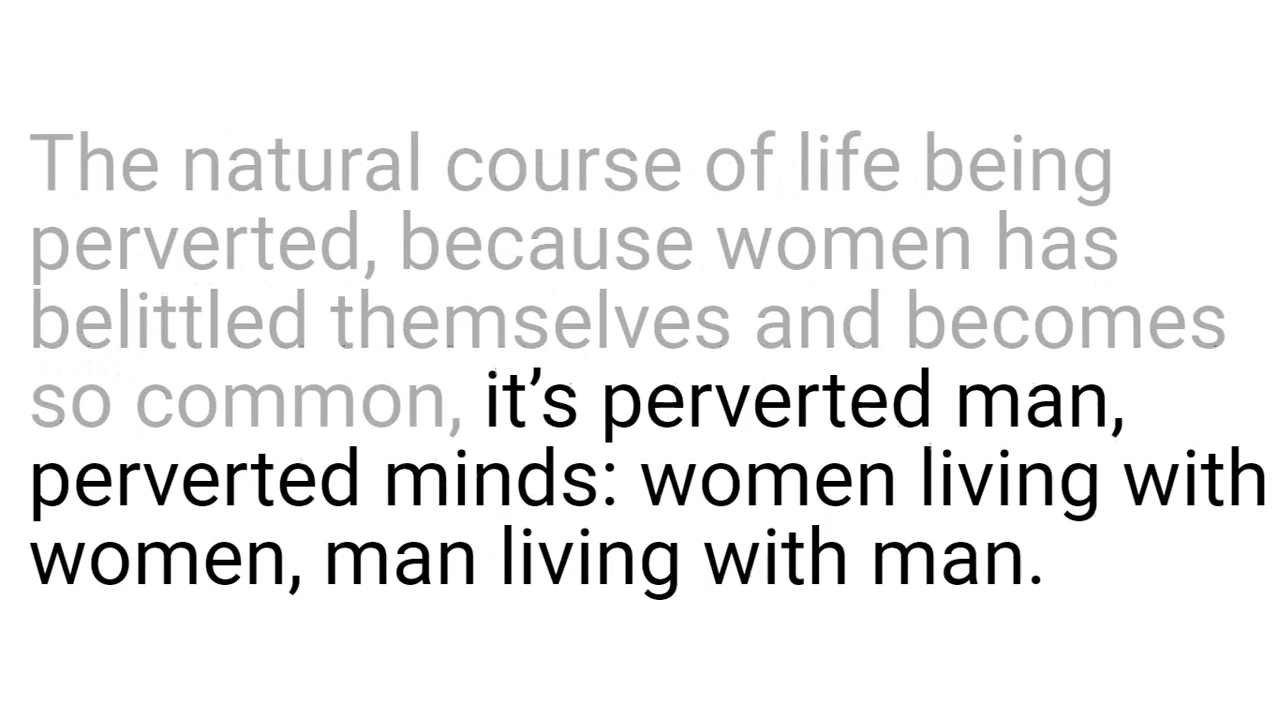 The natural course of life being
perverted, because women has
belittled themselves and becomes
so common, it’s perverted man,
perverted minds: women living with
women, man living with man.